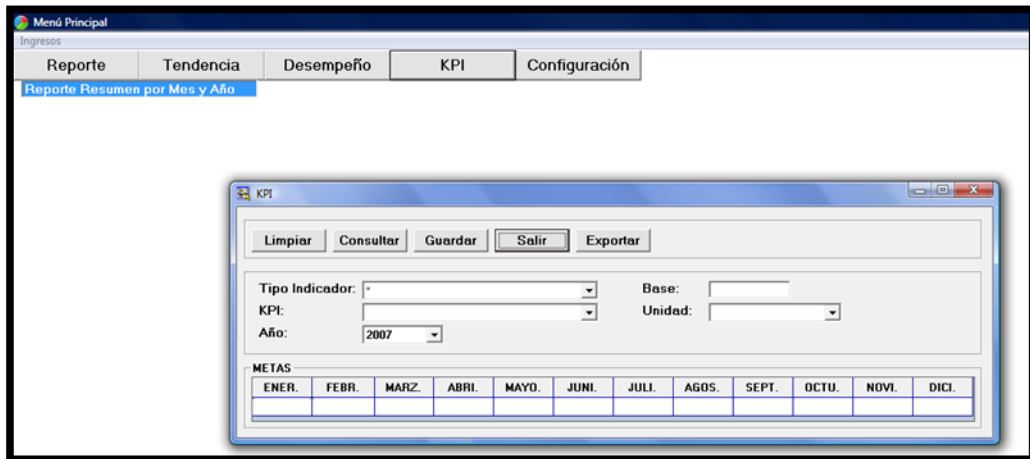 Menú Principal
Ingresos
Reporte Tendencia Desempeño KPI Configuración
Reporte Resumen por Mes y Año
KPI
Limpiar Consultar Guardar Salir Exportar
Tipo Indicador: * Base:
KPI: Unidad:
Año: 2007
METAS
ENER. FEBR. MARZ. ABRI. MAYO. JUNI. JULI. AGOS. SEPT. OCTU. NOVI. DICI.